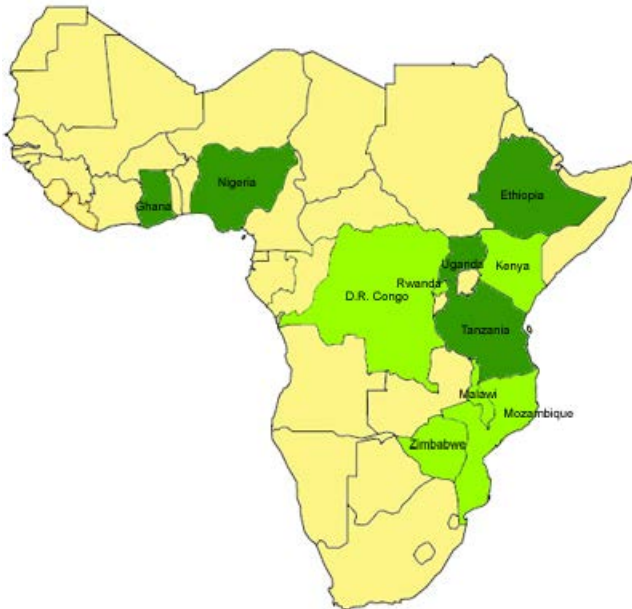 Nigeria
Ghana
Ethiopia
Uganda
Kenya
Rwanda
D.R. Congo
Tanzania
Malawi
Mozambique
Zimbabwe